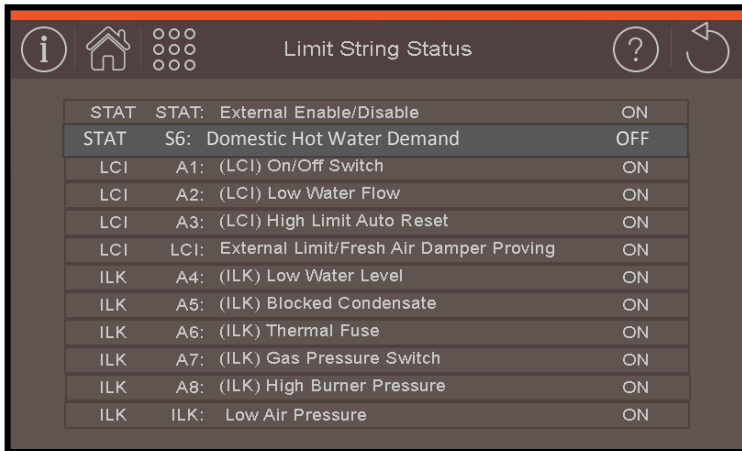 i Limit String Status ?
STAT STAT: External Enable/Disable ON
STAT S6: Domestic Hot Water Demand OFF
LCI A1: (LCI) On/Off Switch ON
LCI A2: (LCI) Low Water Flow ON
LCI A3: (LCI) High Limit Auto Reset ON
LCI LCI: External Limit/Fresh Air Damper Proving ON
ILK A4: (ILK) Low Water Level ON
ILK A5: (ILK) Blocked Condensate ON
ILK A6: (ILK) Thermal Fuse ON
ILK A7: (ILK) Gas Pressure Switch ON
ILK A8: (ILK) High Burner Pressure ON
ILK ILK: Low Air Pressure ON